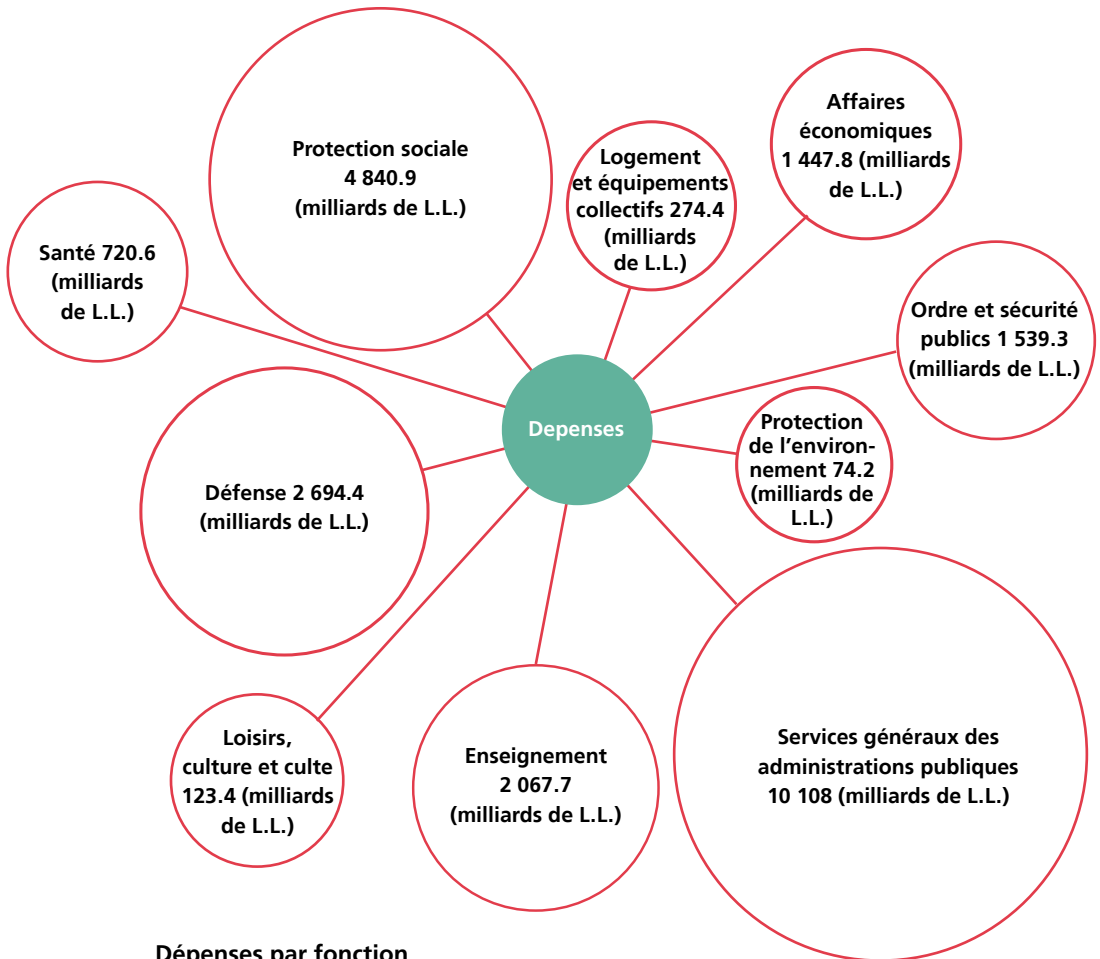 Protection sociale
4 840.9
(milliards de L.L.)
Logement
et équipements
collectifs 274.4
(milliards
de L.L.)
Affaires
économiques
1 447.8 (milliards
de L.L.)
Santé 720.6
(milliards
de L.L.)
Ordre et sécurité
publics 1 539.3
(milliards de L.L.)
Depenses
Protection
de l'environ-
nement 74.2
(milliards de
L.L.)
Défense 2 694.4
(milliards de L.L.)
Loisirs,
culture et culte
123.4 (milliards
de L.L.)
Enseignement
2 067.7
(milliards de L.L.)
Services généraux des
administrations publiques
10 108 (milliards de L.L.)
Dépenses par fonction